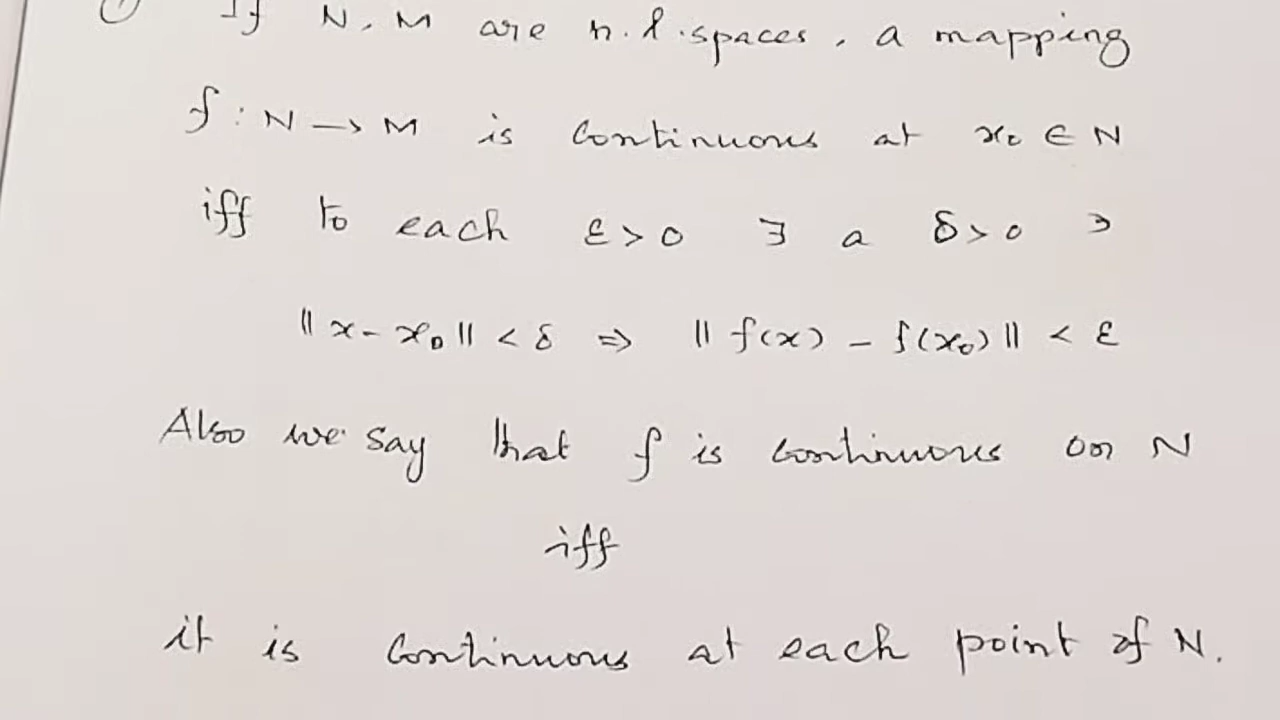 ① If N, M are n.l.spaces, a mapping
f : N → M is continuous at x₀ ∈ N
iff to each ε > 0 ∃ a δ > 0 ∋
‖x - x₀‖ < δ ⇒ ‖f(x) - f(x₀)‖ < ε
Also we say that f is continuous on N
iff
it is continuous at each point of N.